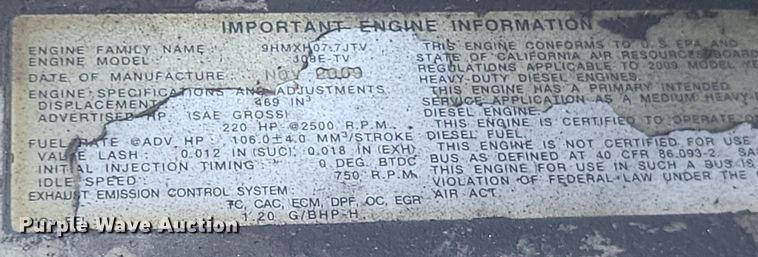 IMPORTANT ENGINE INFORMATION
ENGINE FAMILY NAME : 9HMXH07.7JTV
ENGINE MODEL : J08E-TV
DATE OF MANUFACTURE : NOV 2009
ENGINE SPECIFICATIONS AND ADJUSTMENTS
DISPLACEMENT : 469 IN³
ADVERTISED HP. (SAE GROSS)
220 HP @2500 R.P.M.
FUEL RATE @ADV HP : 106.0±4.0 MM³/STROKE
VALVE LASH : 0.012 IN (SUC), 0.018 IN (EXH)
INITIAL INJECTION TIMING : 0 DEG. BTDC
IDLE SPEED : 750 R.P.M.
EXHAUST EMISSION CONTROL SYSTEM :
TC, CAC, ECM, DPF, OC, EGR
1.20 G/BHP-H
THIS ENGINE CONFORMS TO U.S. EPA AND
STATE OF CALIFORNIA AIR RESOURCES BOARD
REGULATIONS APPLICABLE TO 2009 MODEL YE
HEAVY-DUTY DIESEL ENGINES.
THIS ENGINE HAS A PRIMARY INTENDED
SERVICE APPLICATION AS A MEDIUM HEAVY-
DIESEL ENGINE.
THIS ENGINE IS CERTIFIED TO OPERATE O
DIESEL FUEL.
THIS ENGINE IS NOT CERTIFIED FOR USE
BUS AS DEFINED AT 40 CFR 86.093-2. SA
THIS ENGINE FOR USE IN SUCH A BUS IS
VIOLATION OF FEDERAL LAW UNDER THE
AIR ACT.
Purple Wave Auction